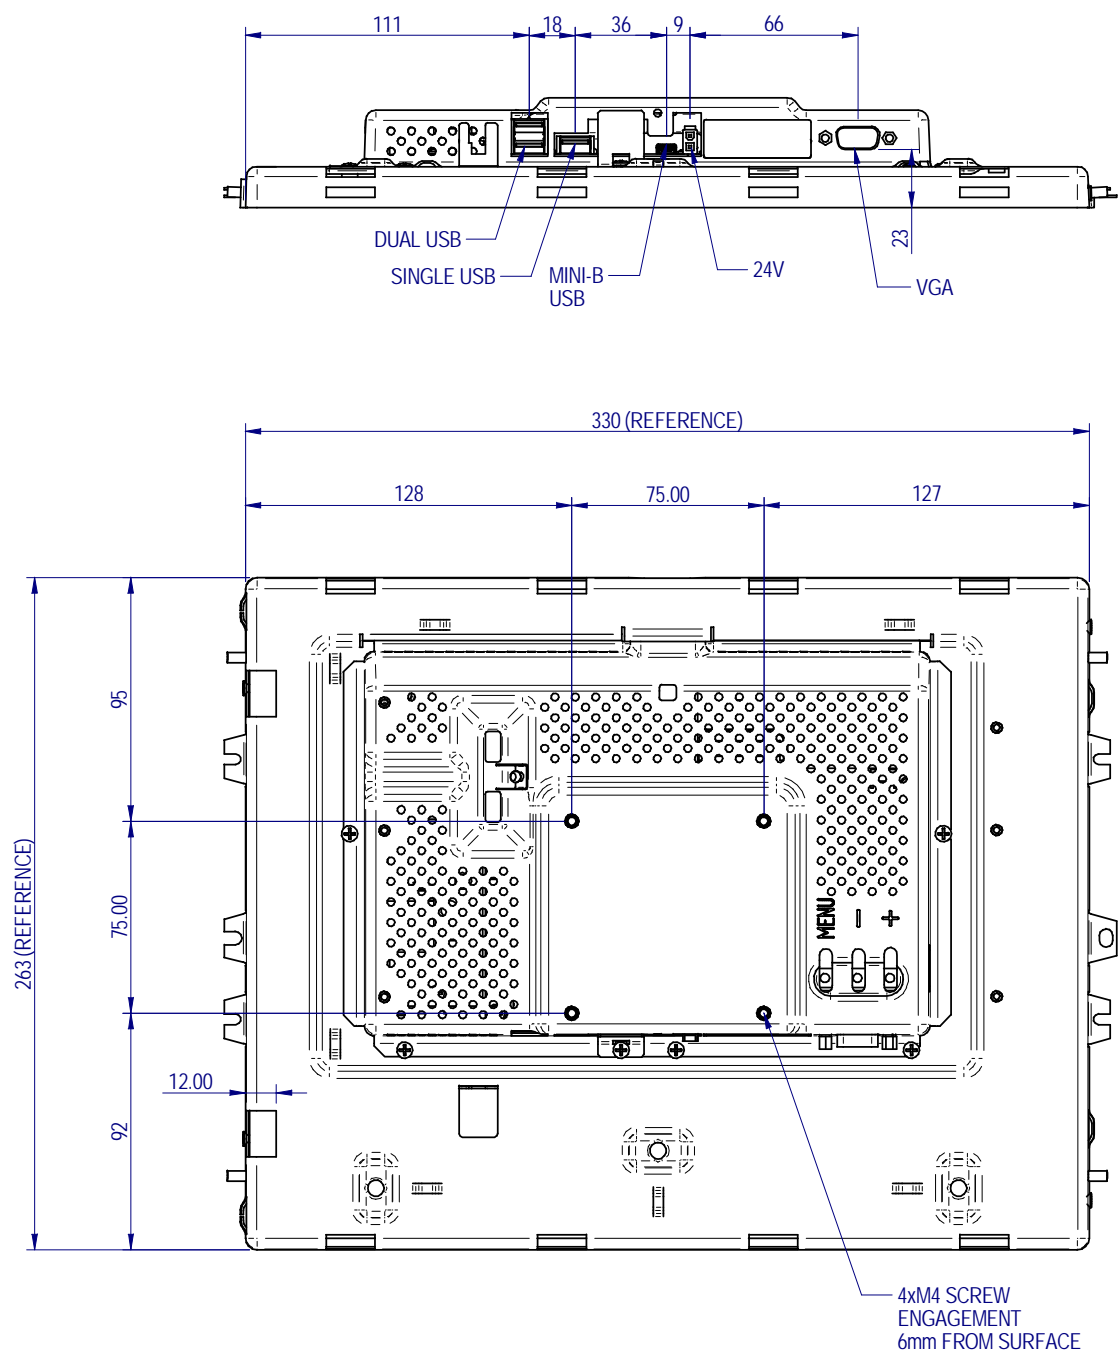 111
18
36
9
66
DUAL USB
23
SINGLE USB
MINI-B
USB
24V
VGA
330 (REFERENCE)
128
75.00
127
95
263 (REFERENCE)
75.00
MENU
-
+
12.00
92
4xM4 SCREW
ENGAGEMENT
6mm FROM SURFACE